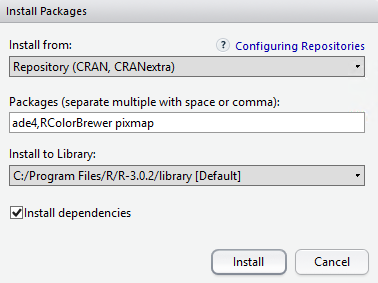 Install Packages
Install from:
? Configuring Repositories
Repository (CRAN, CRANextra)
Packages (separate multiple with space or comma):
ade4,RColorBrewer pixmap
Install to Library:
C:/Program Files/R/R-3.0.2/library [Default]
Install dependencies
Install
Cancel